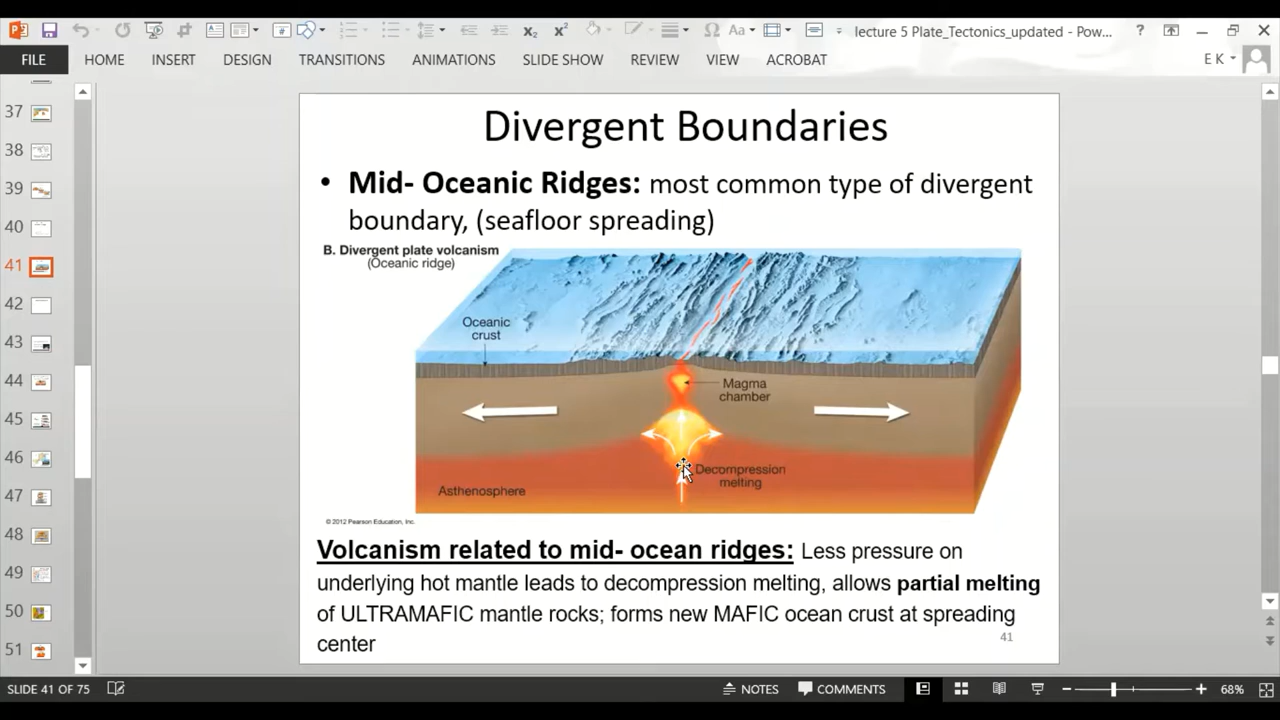 lecture 5 Plate_Tectonics_updated - Pow...
?
FILE
HOME
INSERT
DESIGN
TRANSITIONS
ANIMATIONS
SLIDE SHOW
REVIEW
VIEW
ACROBAT
E K
37
38
39
40
41
42
43
44
45
46
47
48
49
50
51
Divergent Boundaries
• Mid- Oceanic Ridges: most common type of divergent
boundary, (seafloor spreading)
B. Divergent plate volcanism
(Oceanic ridge)
Oceanic
crust
Magma
chamber
Decompression
melting
Asthenosphere
© 2012 Pearson Education, Inc.
Volcanism related to mid- ocean ridges: Less pressure on
underlying hot mantle leads to decompression melting, allows partial melting
of ULTRAMAFIC mantle rocks; forms new MAFIC ocean crust at spreading
center
41
SLIDE 41 OF 75
NOTES
COMMENTS
68%